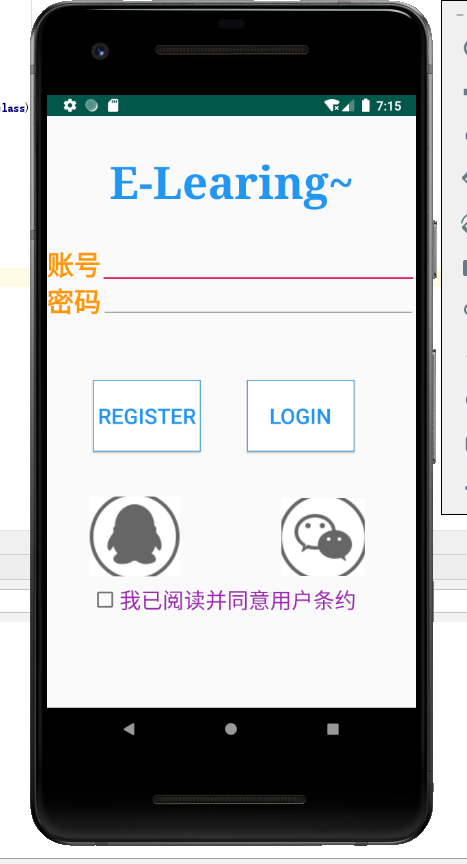 class)
7:15
E-Learing~
账号
密码
REGISTER LOGIN
我已阅读并同意用户条约